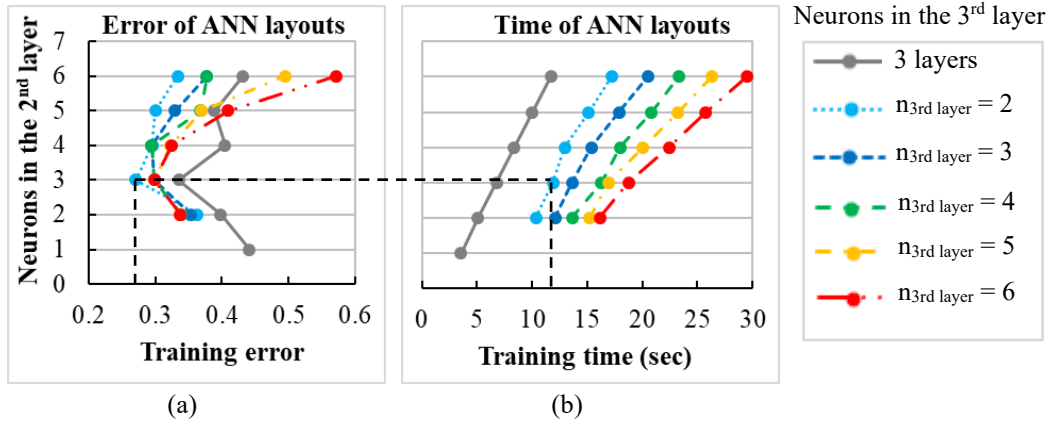 Error of ANN layouts
Neurons in the 2nd layer
7
6
5
4
3
2
1
0
0.2 0.3 0.4 0.5 0.6
Training error
(a)
Time of ANN layouts
0 5 10 15 20 25 30
Training time (sec)
(b)
Neurons in the 3rd layer
3 layers
n3rd layer = 2
n3rd layer = 3
n3rd layer = 4
n3rd layer = 5
n3rd layer = 6